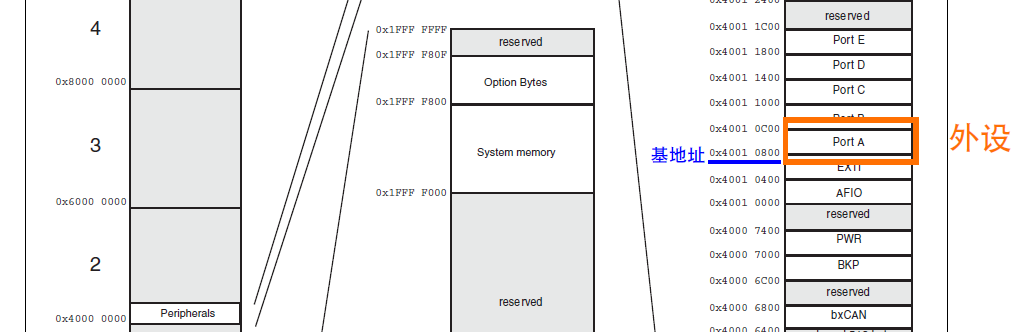 4
0x8000 0000
3
0x6000 0000
2
0x4000 0000
Peripherals
0x1FFF FFFF
reserved
0x1FFF F80F
Option Bytes
0x1FFF F800
System memory
0x1FFF F000
reserved
0x4001 2400
reserved
0x4001 1C00
Port E
0x4001 1800
Port D
0x4001 1400
Port C
0x4001 1000
Port B
0x4001 0C00
Port A
外设
基地址
0x4001 0800
EXTI
0x4001 0400
AFIO
0x4001 0000
reserved
0x4000 7400
PWR
0x4000 7000
BKP
0x4000 6C00
reserved
0x4000 6800
bxCAN
0x4000 6400